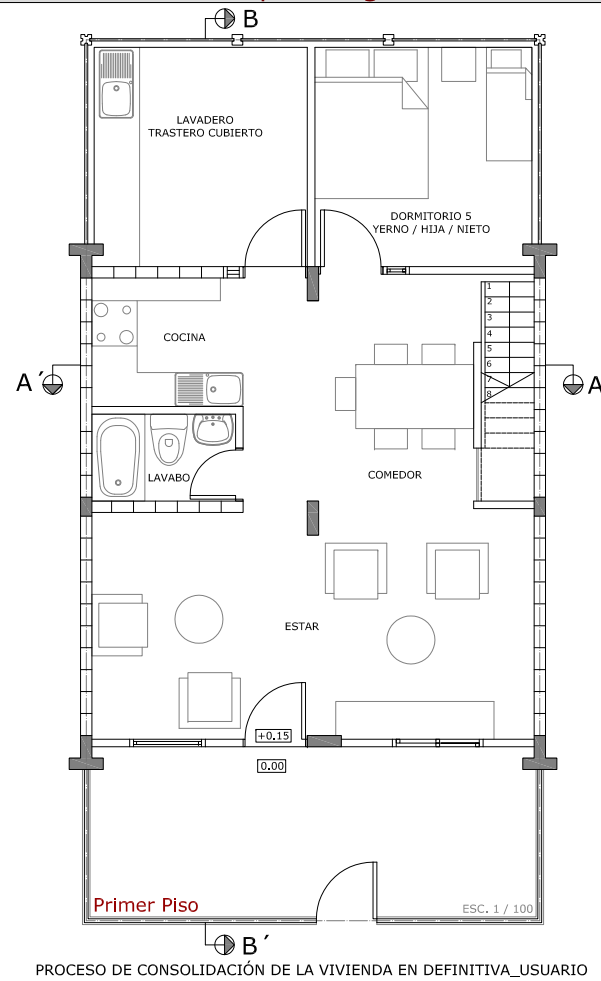 B
LAVADERO
TRASTERO CUBIERTO
DORMITORIO 5
YERNO / HIJA / NIETO
1
2
3
4
5
6
7
8
COCINA
A´
A
LAVABO
COMEDOR
ESTAR
+0.15
0.00
Primer Piso
ESC. 1 / 100
B´
PROCESO DE CONSOLIDACIÓN DE LA VIVIENDA EN DEFINITIVA_USUARIO